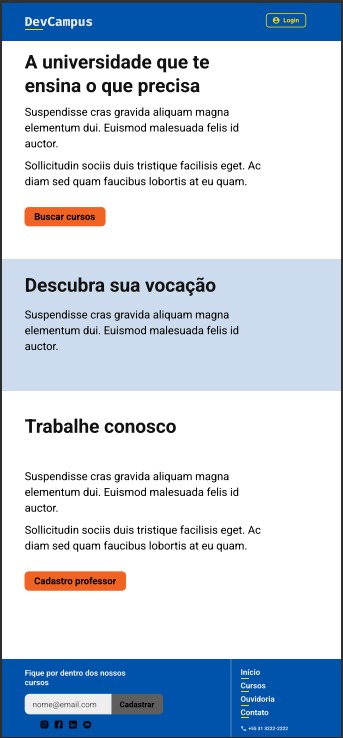 DevCampus
Login
A universidade que te
ensina o que precisa
Suspendisse cras gravida aliquam magna
elementum dui. Euismod malesuada felis id
auctor.
Sollicitudin sociis duis tristique facilisis eget. Ac
diam sed quam faucibus lobortis at eu quam.
Buscar cursos
Descubra sua vocação
Suspendisse cras gravida aliquam magna
elementum dui. Euismod malesuada felis id
auctor.
Trabalhe conosco
Suspendisse cras gravida aliquam magna
elementum dui. Euismod malesuada felis id
auctor.
Sollicitudin sociis duis tristique facilisis eget. Ac
diam sed quam faucibus lobortis at eu quam.
Cadastro professor
Fique por dentro dos nossos
cursos
nome@email.com
Cadastrar
Início
Cursos
Ouvidoria
Contato
+55 31 3222-2222